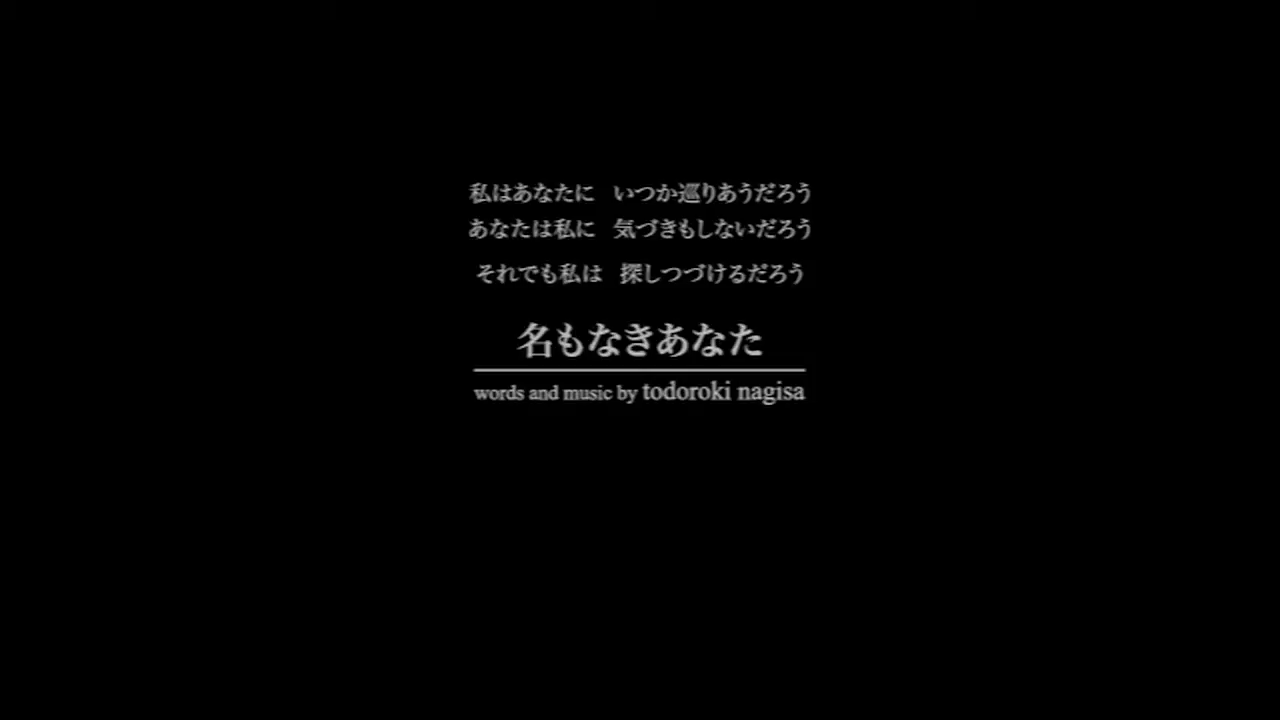 私はあなたに　いつか巡りあうだろう
あなたは私に　気づきもしないだろう
それでも私は　探しつづけるだろう
名もなきあなた
words and music by todoroki nagisa